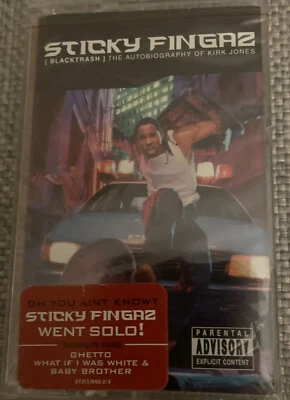 STICKY FINGAZ
[ BLACKTRASH ] THE AUTOBIOGRAPHY OF KIRK JONES
OH YOU AINT KNOW?
STICKY FINGAZ
WENT SOLO!
GHETTO
WHAT IF I WAS WHITE &
BABY BROTHER
PARENTAL
ADVISORY
EXPLICIT CONTENT